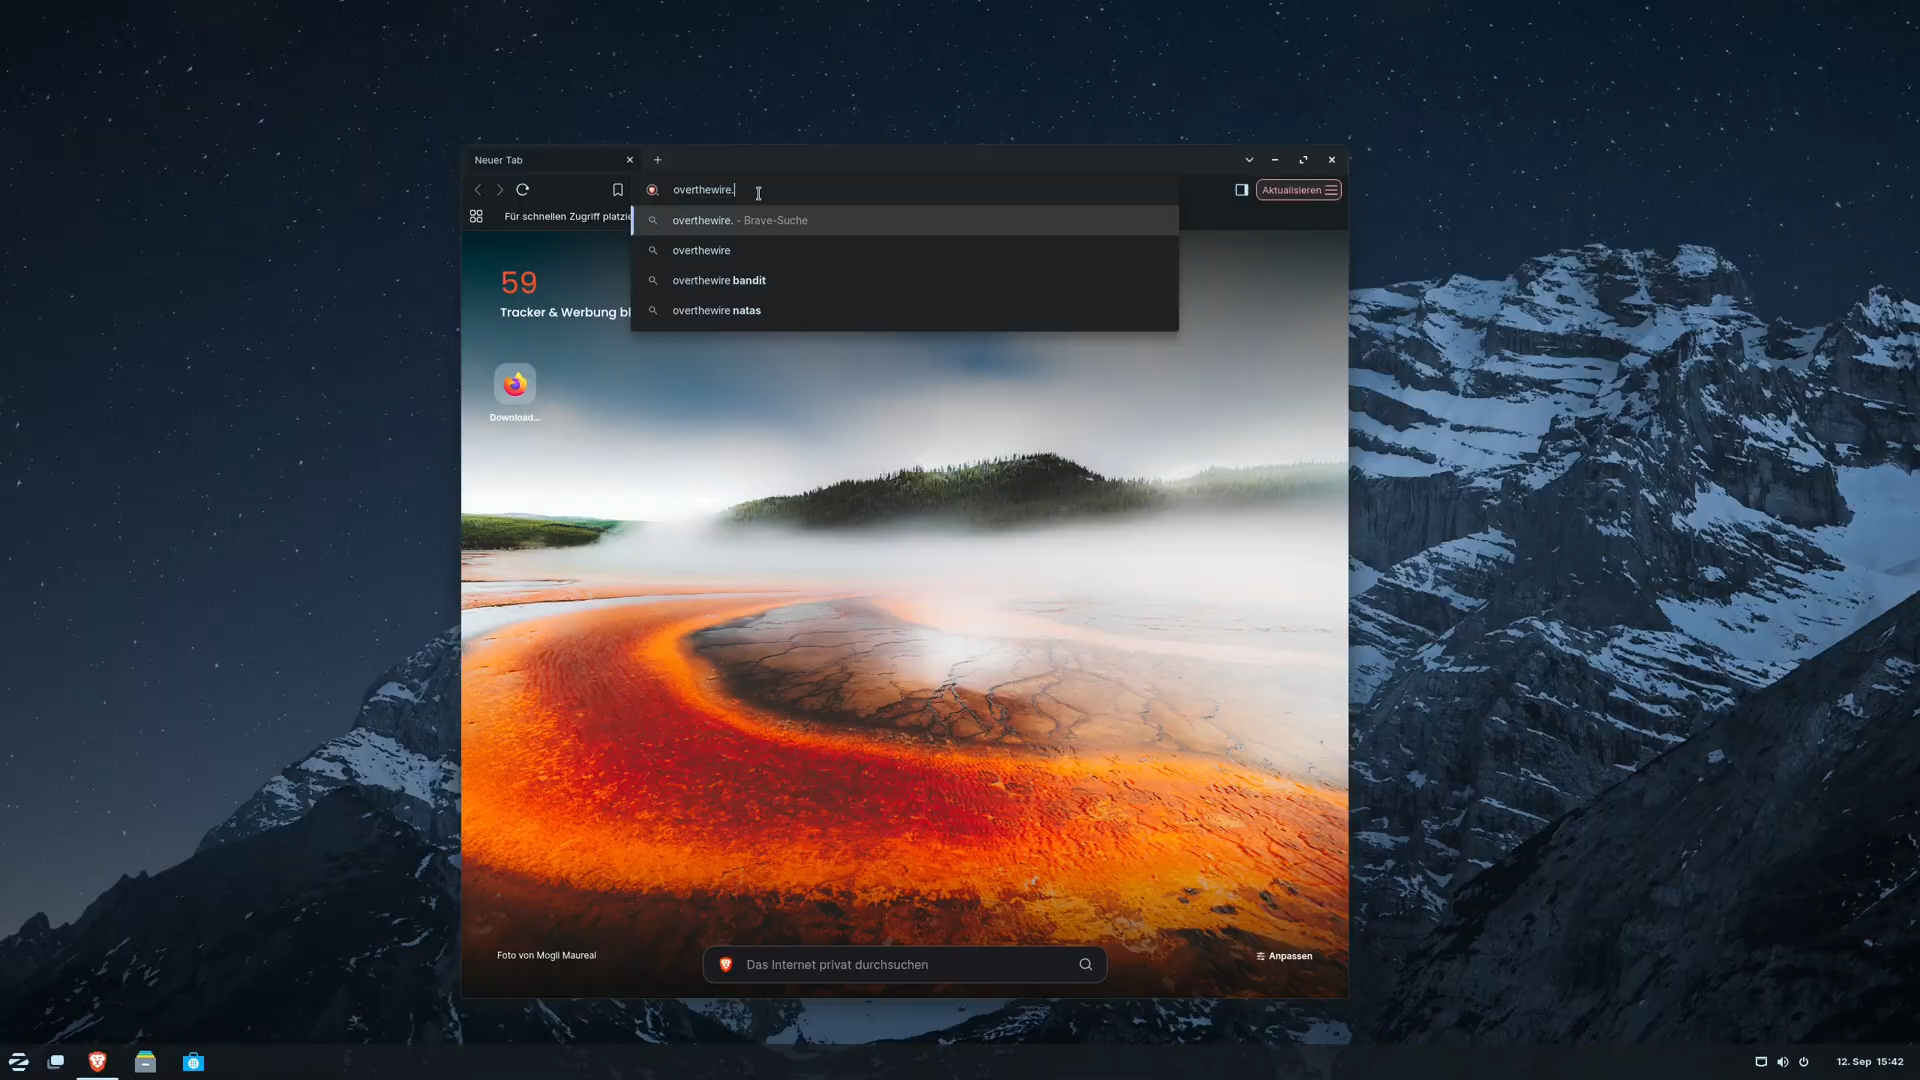 Neuer Tab
overthewire.
Aktualisieren
Für schnellen Zugriff platzie
overthewire. - Brave-Suche
overthewire
overthewire bandit
overthewire natas
59
Tracker & Werbung bl
Download...
Foto von Mogli Maureal
Das Internet privat durchsuchen
Anpassen
12. Sep 15:42